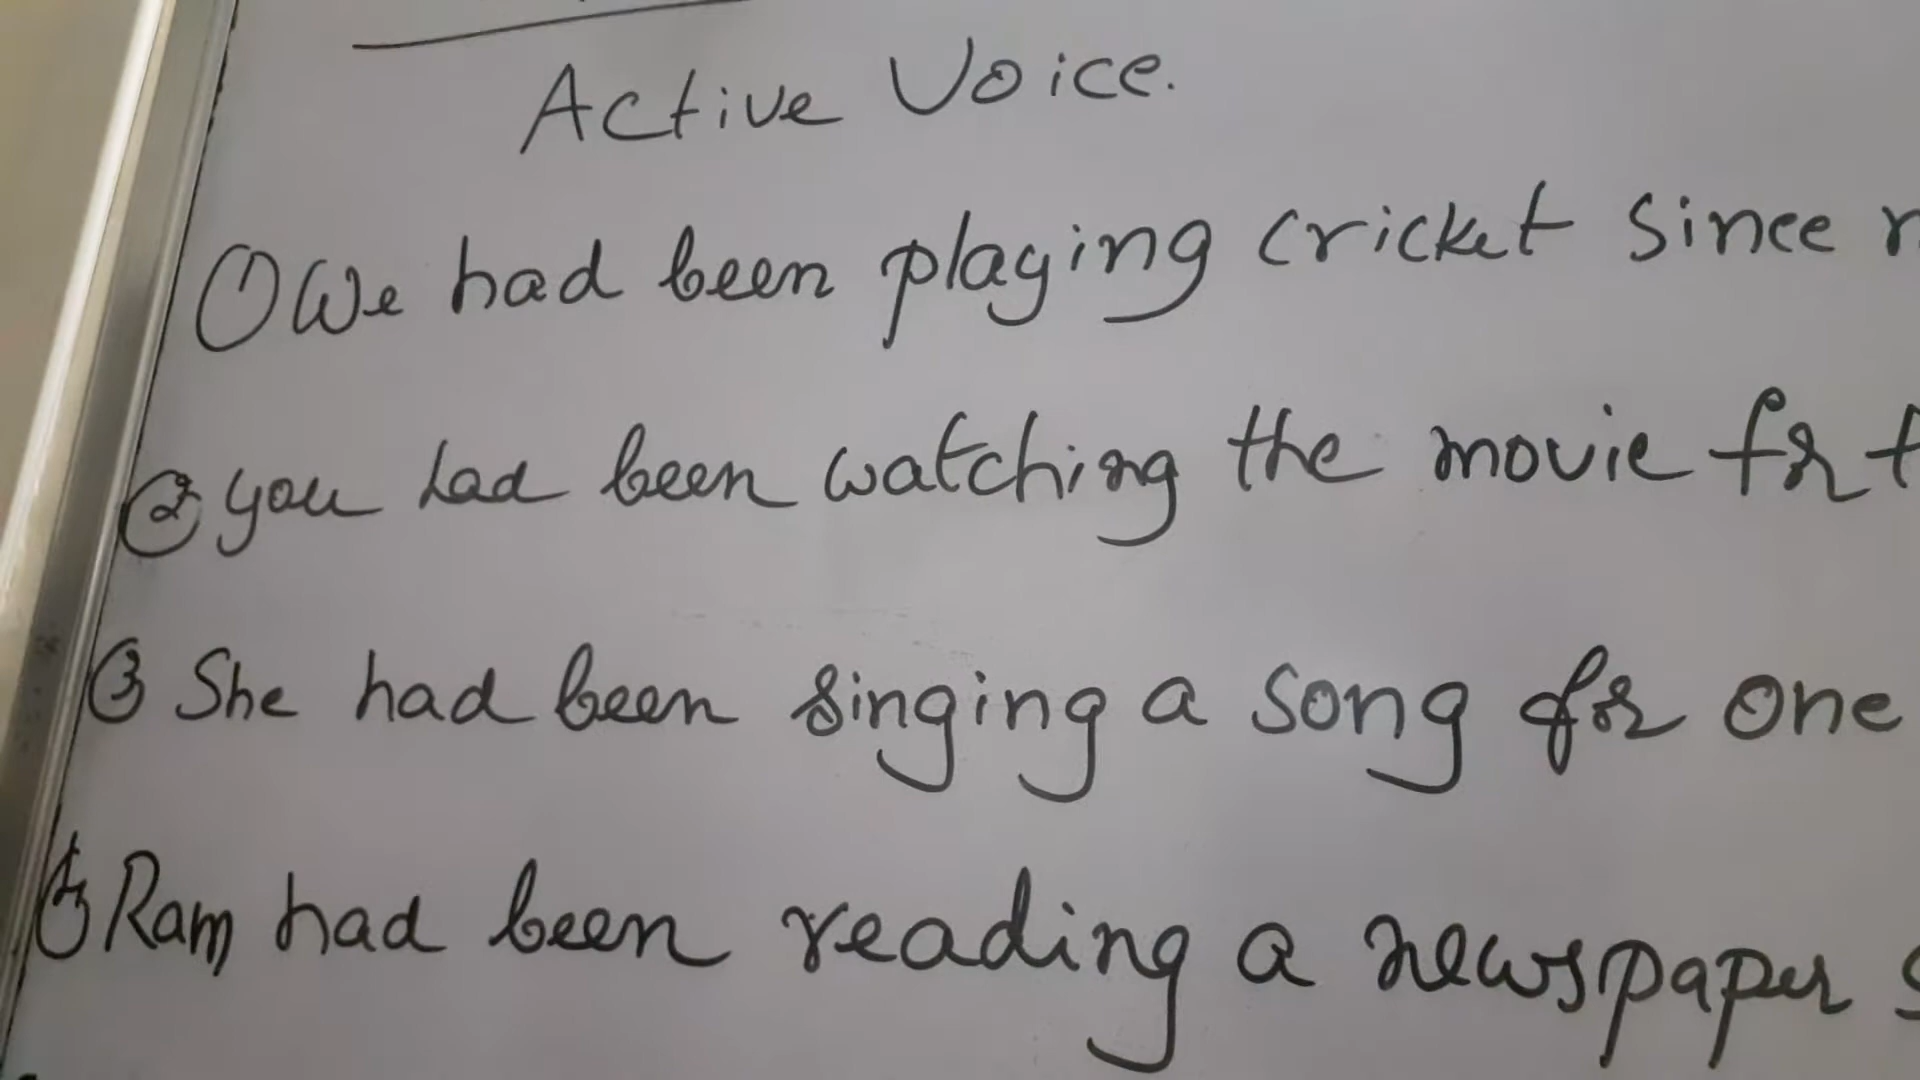 Active Voice.
① We had been playing cricket since
② you had been watching the movie for
③ She had been singing a song for one
④ Ram had been reading a newspaper